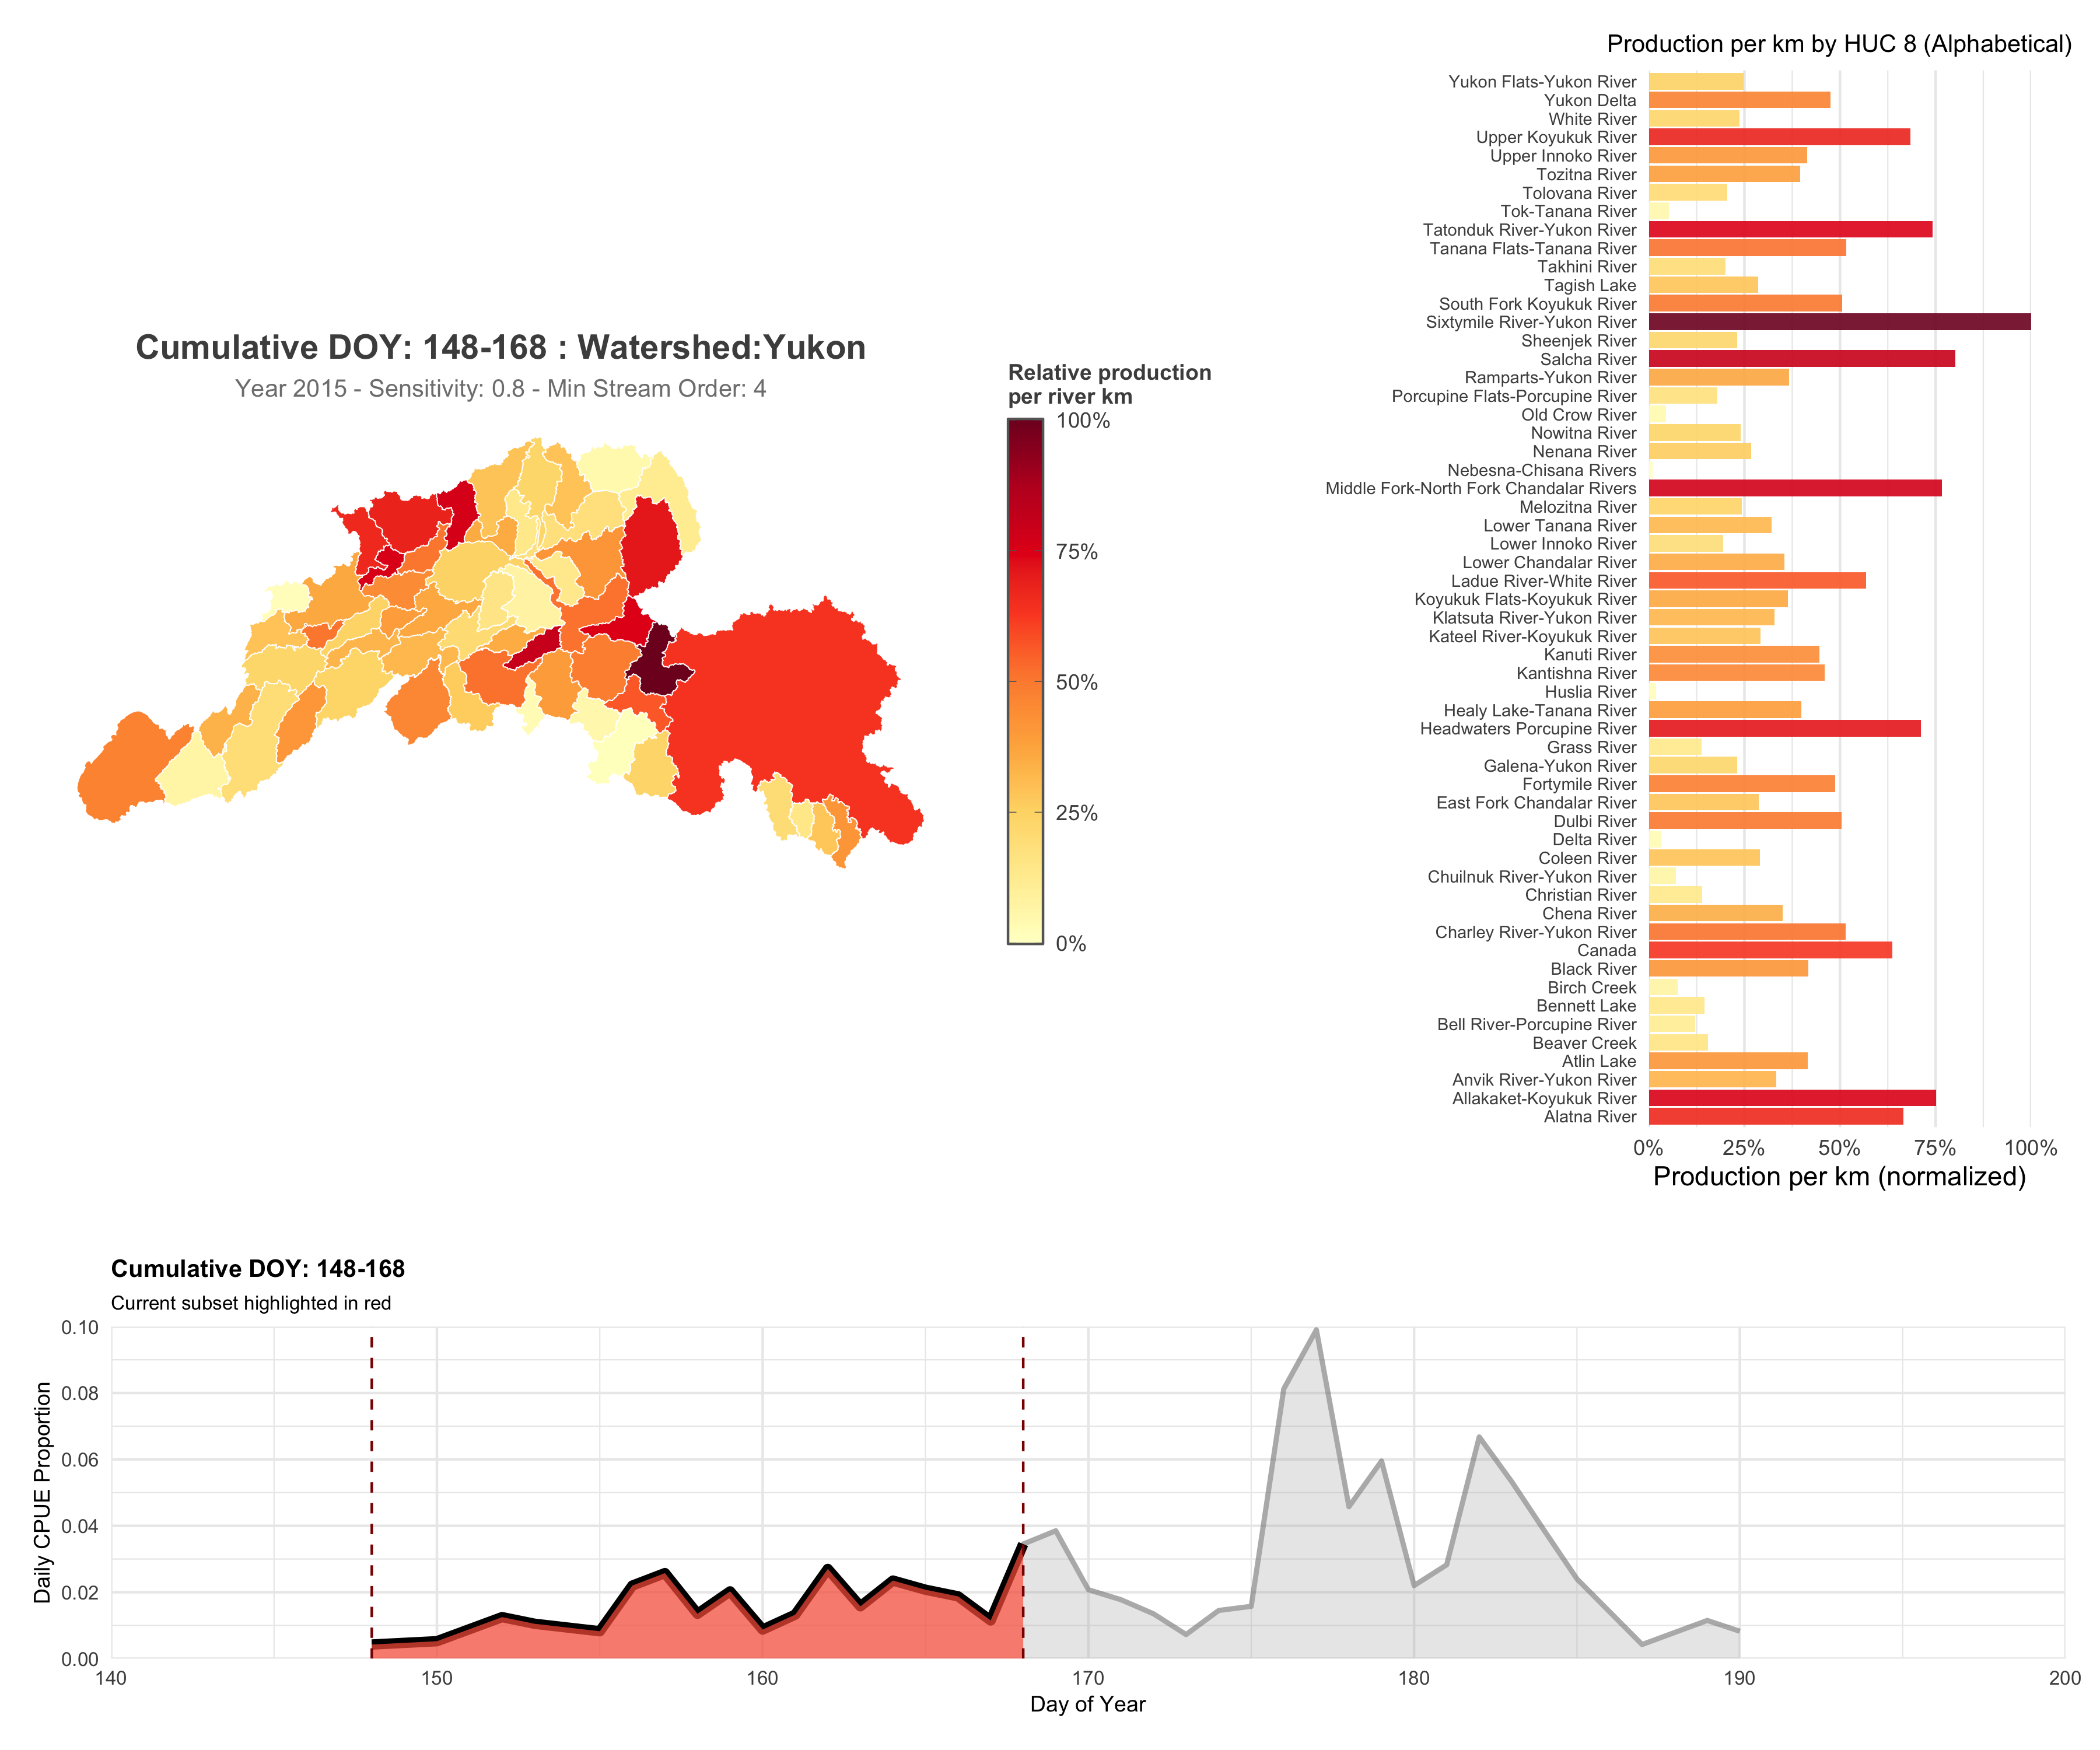 Production per km by HUC 8 (Alphabetical)
Yukon Flats-Yukon River
Yukon Delta
White River
Upper Koyukuk River
Upper Innoko River
Tozitna River
Tolovana River
Tok-Tanana River
Tatonduk River-Yukon River
Tanana Flats-Tanana River
Takhini River
Tagish Lake
South Fork Koyukuk River
Sixtymile River-Yukon River
Sheenjek River
Salcha River
Ramparts-Yukon River
Porcupine Flats-Porcupine River
Old Crow River
Nowitna River
Nenana River
Nebesna-Chisana Rivers
Middle Fork-North Fork Chandalar Rivers
Melozitna River
Lower Tanana River
Lower Innoko River
Lower Chandalar River
Ladue River-White River
Koyukuk Flats-Koyukuk River
Klatsuta River-Yukon River
Kateel River-Koyukuk River
Kanuti River
Kantishna River
Huslia River
Healy Lake-Tanana River
Headwaters Porcupine River
Grass River
Galena-Yukon River
Fortymile River
East Fork Chandalar River
Dulbi River
Delta River
Coleen River
Chuilnuk River-Yukon River
Christian River
Chena River
Charley River-Yukon River
Canada
Black River
Birch Creek
Bennett Lake
Bell River-Porcupine River
Beaver Creek
Atlin Lake
Anvik River-Yukon River
Allakaket-Koyukuk River
Alatna River
0% 25% 50% 75% 100%
Production per km (normalized)
Cumulative DOY: 148-168 : Watershed:Yukon
Year 2015 - Sensitivity: 0.8 - Min Stream Order: 4
Relative production
per river km
100%
75%
50%
25%
0%
Cumulative DOY: 148-168
Current subset highlighted in red
Daily CPUE Proportion
0.10
0.08
0.06
0.04
0.02
0.00
140 150 160 170 180 190 200
Day of Year